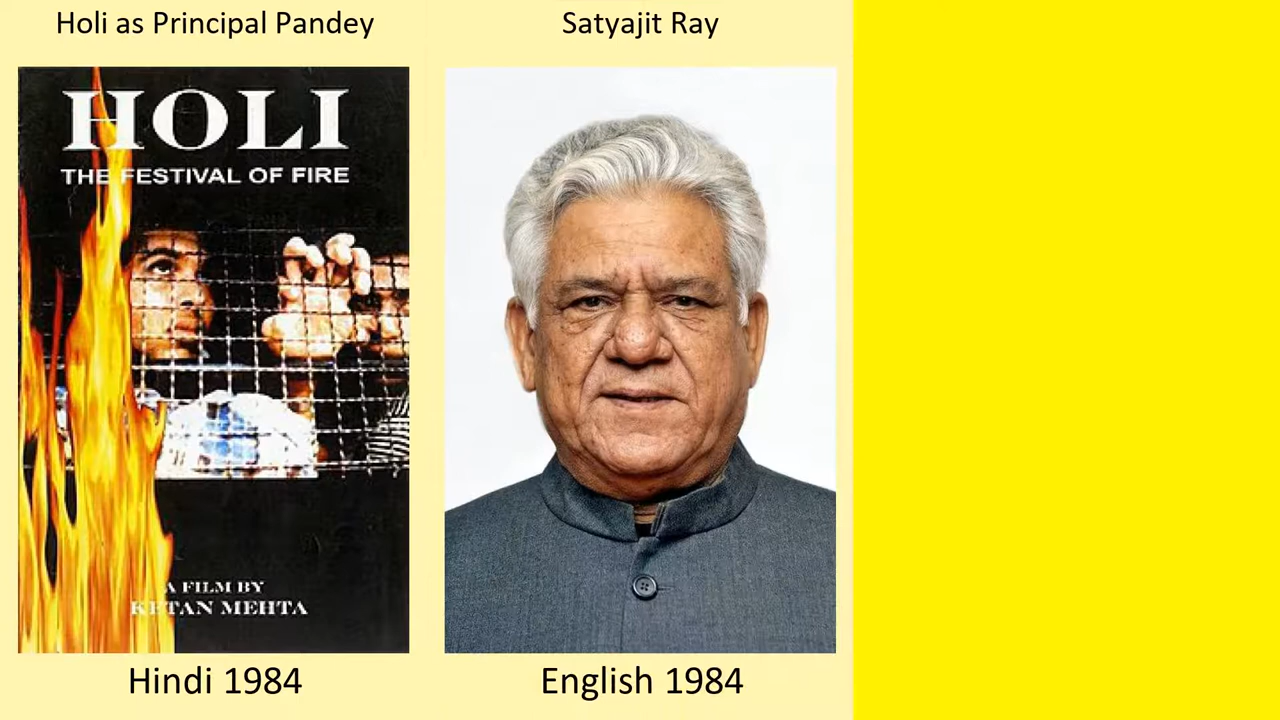 Holi as Principal Pandey
HOLI
THE FESTIVAL OF FIRE
A FILM BY
KETAN MEHTA
Hindi 1984
Satyajit Ray
English 1984